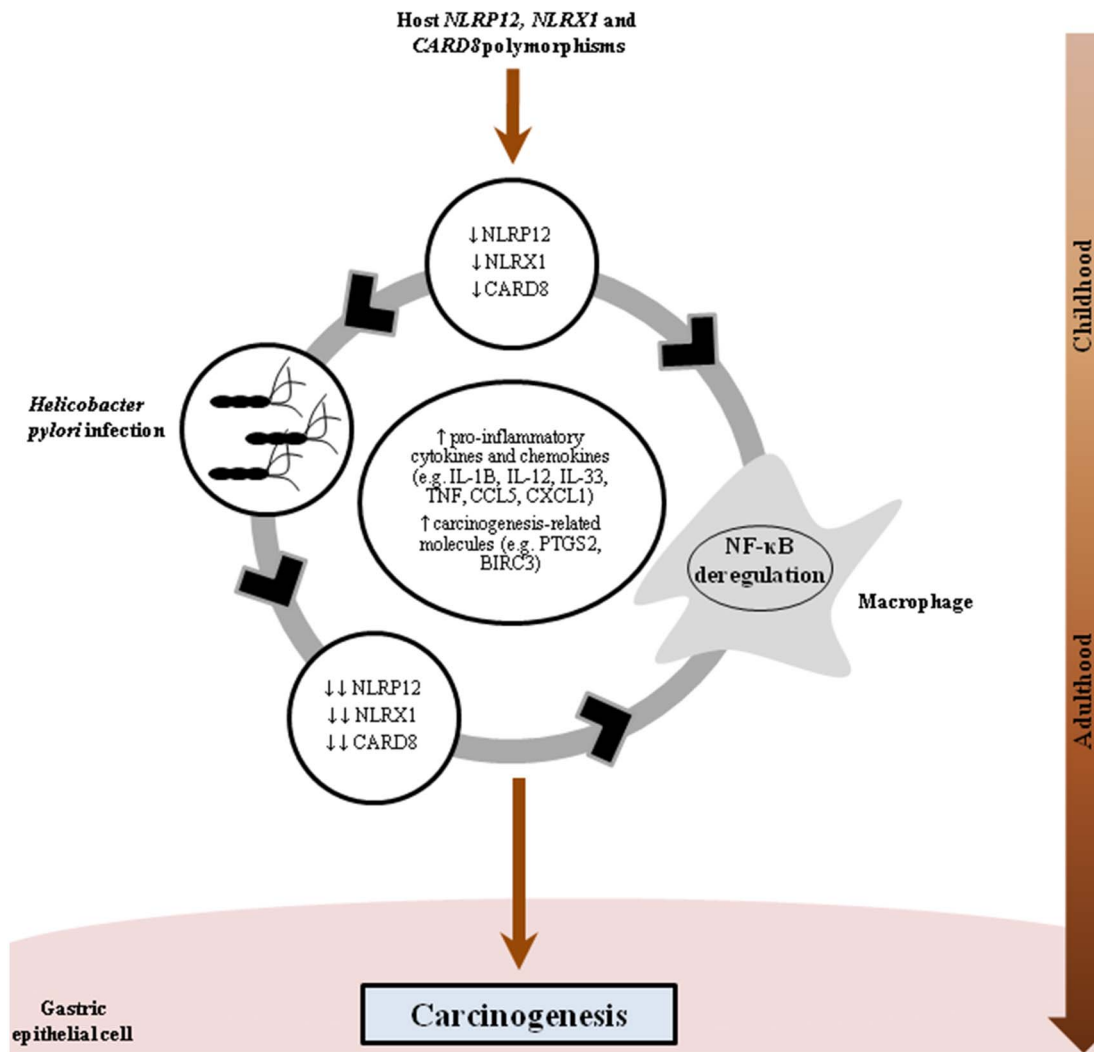 Host NLRP12, NLRX1 and
CARD8 polymorphisms
↓NLRP12
↓NLRX1
↓CARD8
Helicobacter
pylori infection
↑ pro-inflammatory
cytokines and chemokines
(e.g. IL-1B, IL-12, IL-33,
TNF, CCL5, CXCL1)
↑ carcinogenesis-related
molecules (e.g. PTGS2,
BIRC3)
NF-κB
deregulation
Macrophage
↓↓ NLRP12
↓↓ NLRX1
↓↓ CARD8
Carcinogenesis
Gastric
epithelial cell
Childhood
Adulthood